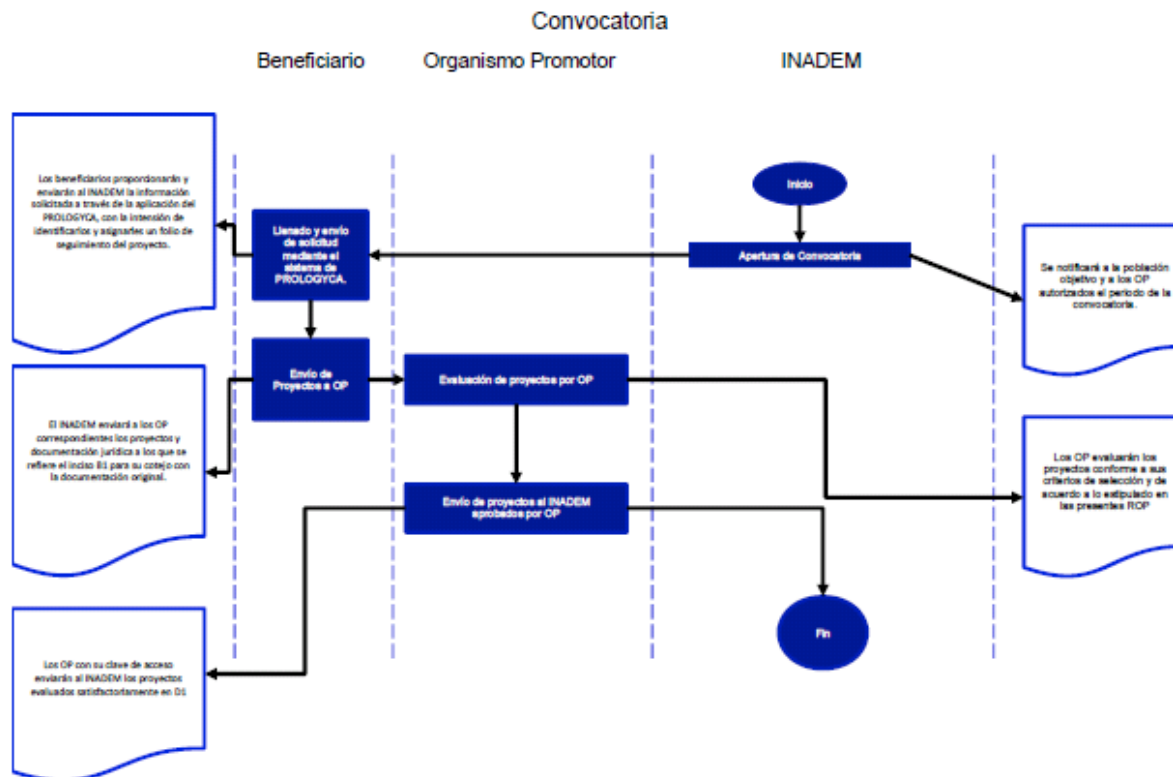 Convocatoria
Beneficiario
Organismo Promotor
INADEM
Los beneficiarios proporcionarán y
enviarán al INADEM la información
solicitada a través de la aplicación del
PROLOGYCA, con la intensión de
identificarlos y asignarles un folio de
seguimiento del proyecto.
Llenado y envío
de solicitud
mediante el
sistema de
PROLOGYCA.
Inicio
Apertura de Convocatoria
Se notificará a la población
objetivo y a los OP
autorizados el periodo de la
convocatoria.
Envío de
Proyectos a OP
Evaluación de proyectos por OP
El INADEM enviará a los OP
correspondientes los proyectos y
documentación jurídica a los que se
refiere el inciso B1 para su cotejo con
la documentación original.
Los OP evaluarán los
proyectos conforme a sus
criterios de selección y de
acuerdo a lo estipulado en
las presentes ROP
Envío de proyectos al INADEM
aprobados por OP
Fin
Los OP con su clave de acceso
enviarán al INADEM los proyectos
evaluados satisfactoriamente en D1